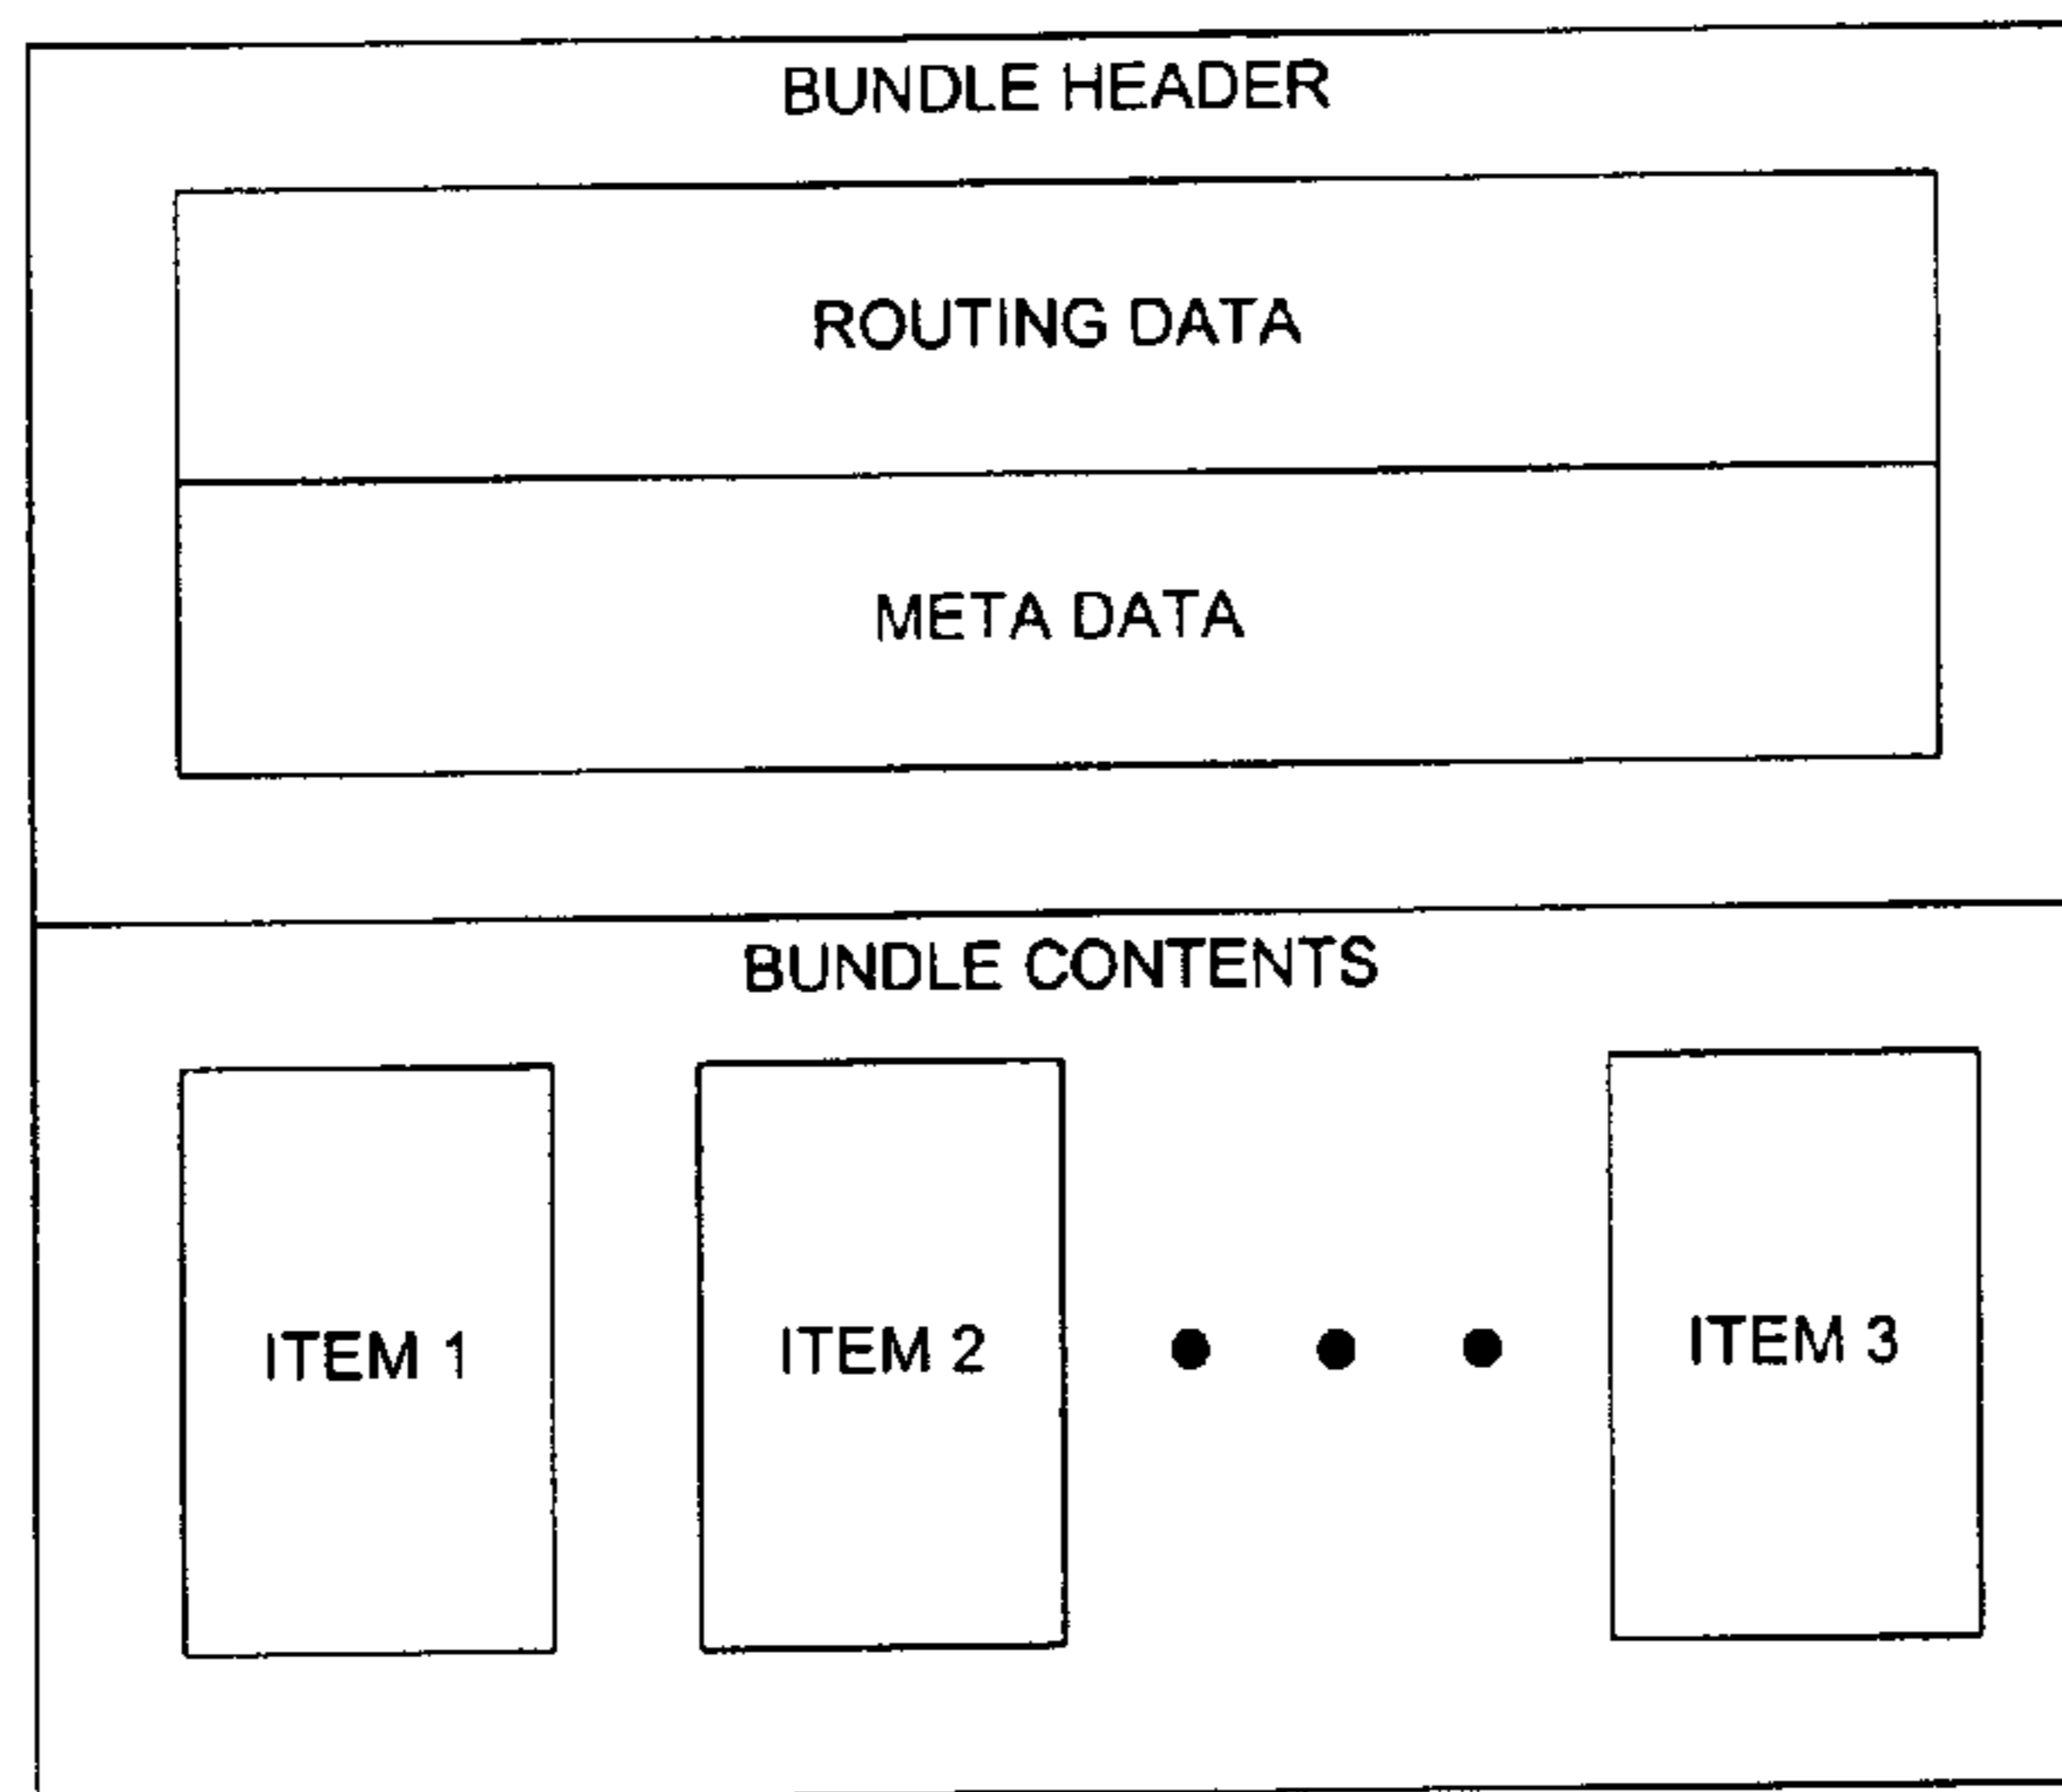 BUNDLE HEADER
ROUTING DATA
META DATA
BUNDLE CONTENTS
ITEM 1
ITEM 2
ITEM 3